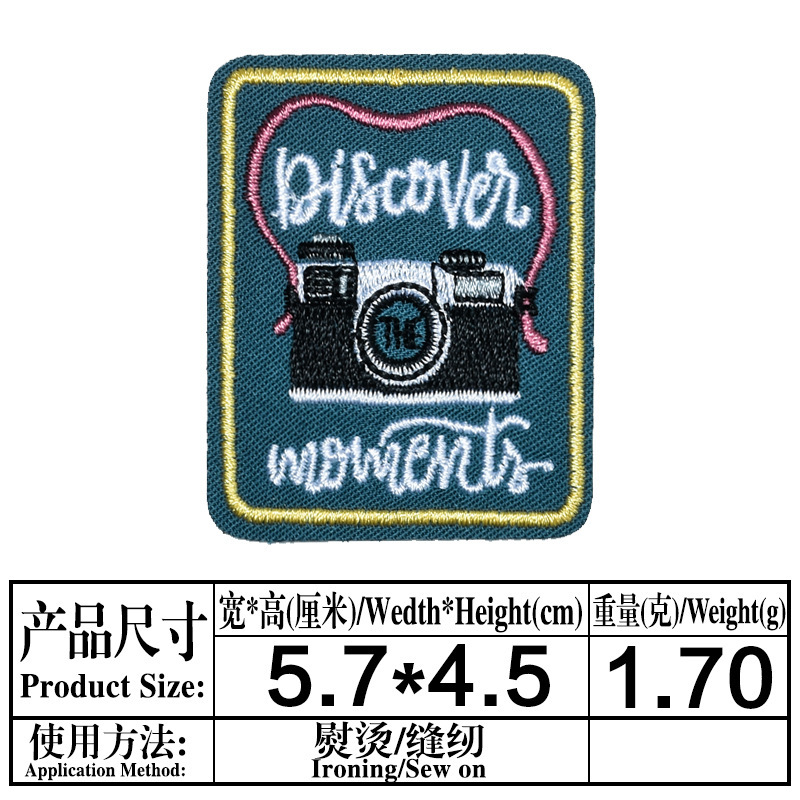 Discover
THE
moments
产品尺寸
Product Size:
宽*高(厘米)/Wedth*Height(cm)
重量(克)/Weight(g)
5.7*4.5
1.70
使用方法:
Application Method:
熨烫/缝纫
Ironing/Sew on